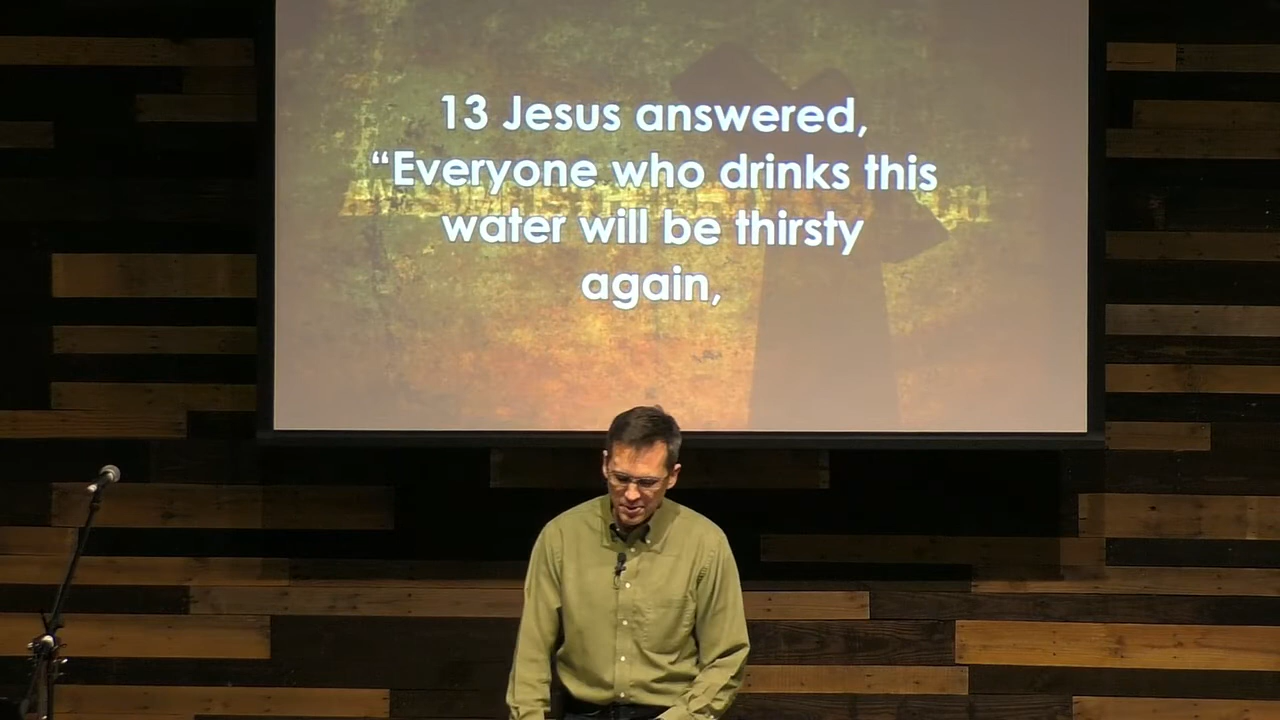 13 Jesus answered,
“Everyone who drinks this
water will be thirsty
again,